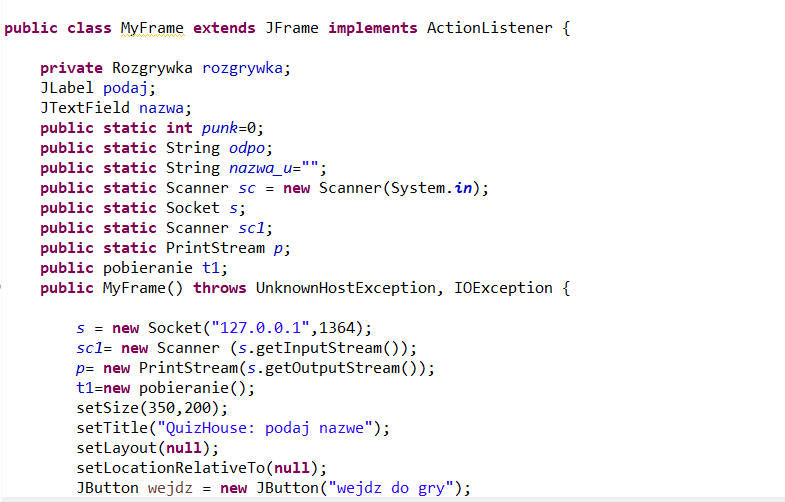 public class MyFrame extends JFrame implements ActionListener {
private Rozgrywka rozgrywka;
JLabel podaj;
JTextField nazwa;
public static int punk=0;
public static String odpo;
public static String nazwa_u="";
public static Scanner sc = new Scanner(System.in);
public static Socket s;
public static Scanner sc1;
public static PrintStream p;
public pobieranie t1;
public MyFrame() throws UnknownHostException, IOException {
s = new Socket("127.0.0.1",1364);
sc1= new Scanner (s.getInputStream());
p= new PrintStream(s.getOutputStream());
t1=new pobieranie();
setSize(350,200);
setTitle("QuizHouse: podaj nazwe");
setLayout(null);
setLocationRelativeTo(null);
JButton wejdz = new JButton("wejdz do gry");